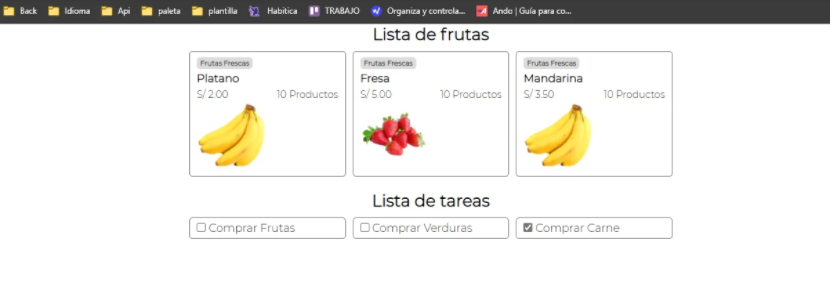 Back Idioma Api paleta plantilla Habitica TRABAJO Organiza y controla... Ando | Guía para co...
Lista de frutas
Frutas Frescas Frutas Frescas Frutas Frescas
Platano Fresa Mandarina
S/ 2.00 10 Productos S/ 5.00 10 Productos S/ 3.50 10 Productos
Lista de tareas
Comprar Frutas Comprar Verduras Comprar Carne